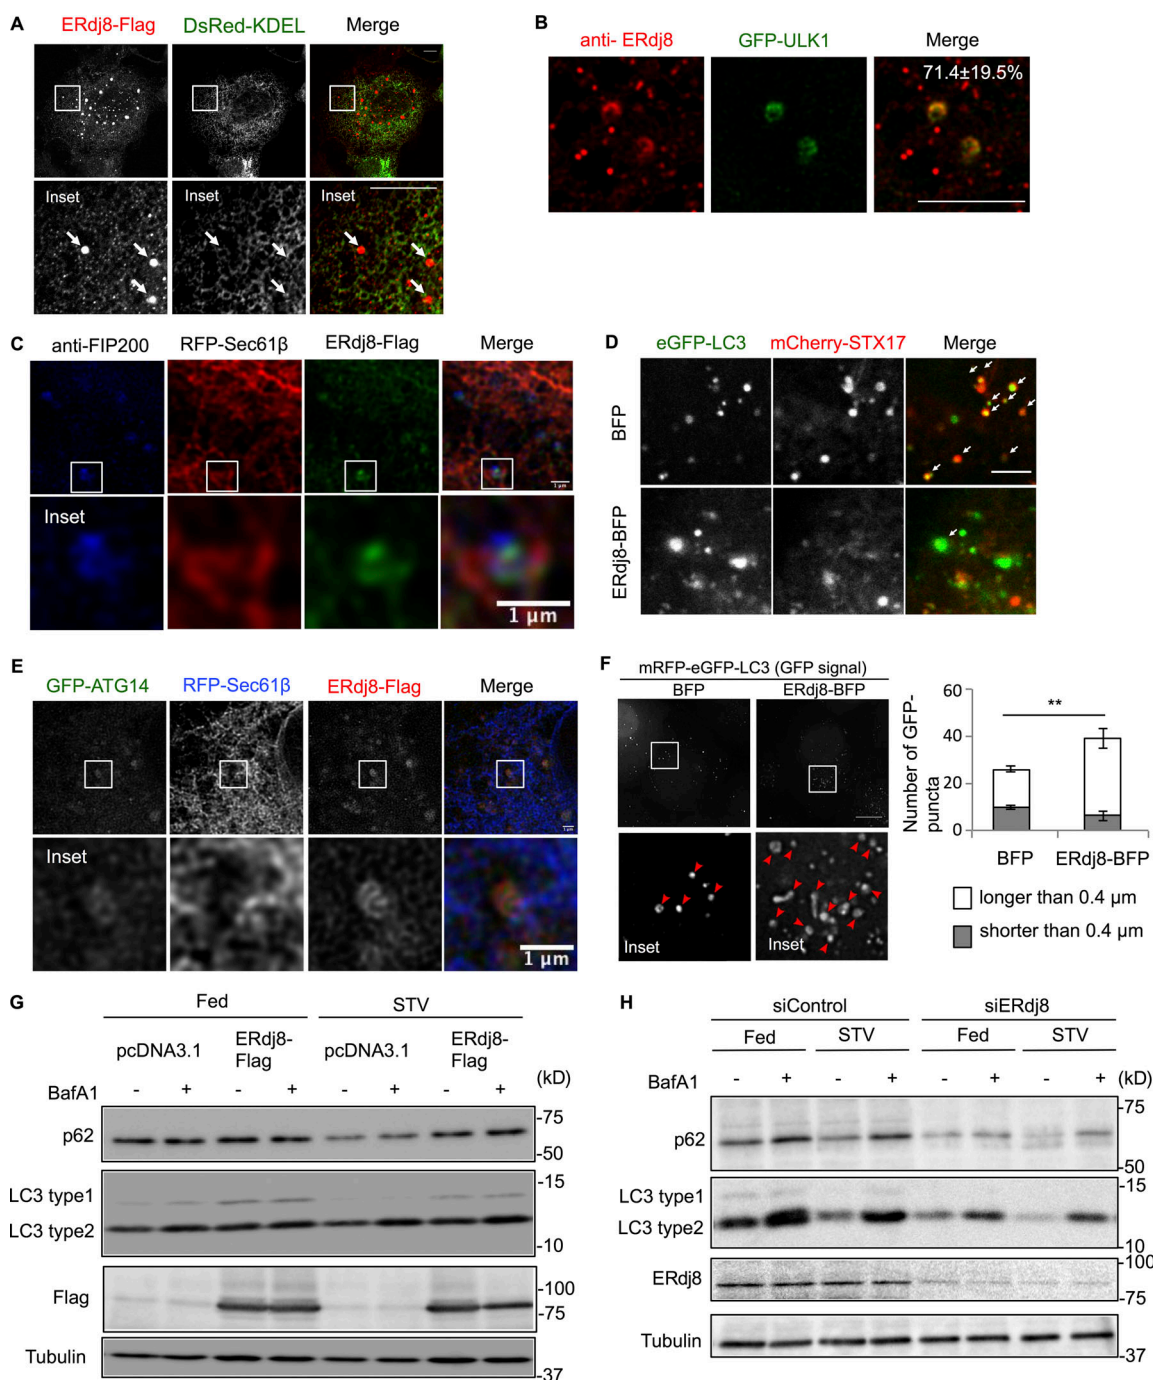 A
ERdj8-Flag DsRed-KDEL Merge
Inset Inset
B
anti- ERdj8 GFP-ULK1 Merge
71.4±19.5%
C
anti-FIP200 RFP-Sec61β ERdj8-Flag Merge
1 µm
Inset
1 µm
D
eGFP-LC3 mCherry-STX17 Merge
BFP
ERdj8-BFP
E
GFP-ATG14 RFP-Sec61β ERdj8-Flag Merge
1 µm
Inset
1 µm
F
mRFP-eGFP-LC3 (GFP signal)
BFP ERdj8-BFP
Inset Inset
Number of GFP-
puncta
60
40
20
0
**
BFP ERdj8-BFP
longer than 0.4 µm
shorter than 0.4 µm
G
Fed STV
pcDNA3.1 ERdj8-
Flag pcDNA3.1 ERdj8-
Flag
BafA1 - + - + - + - + (kD)
p62 -75
-50
LC3 type1 -15
LC3 type2
-10
Flag -100
-75
Tubulin
-37
H
siControl siERdj8
Fed STV Fed STV
BafA1 - + - + - + - + (kD)
p62 -75
-50
LC3 type1 -15
LC3 type2
-10
ERdj8 -100
-75
Tubulin
-37